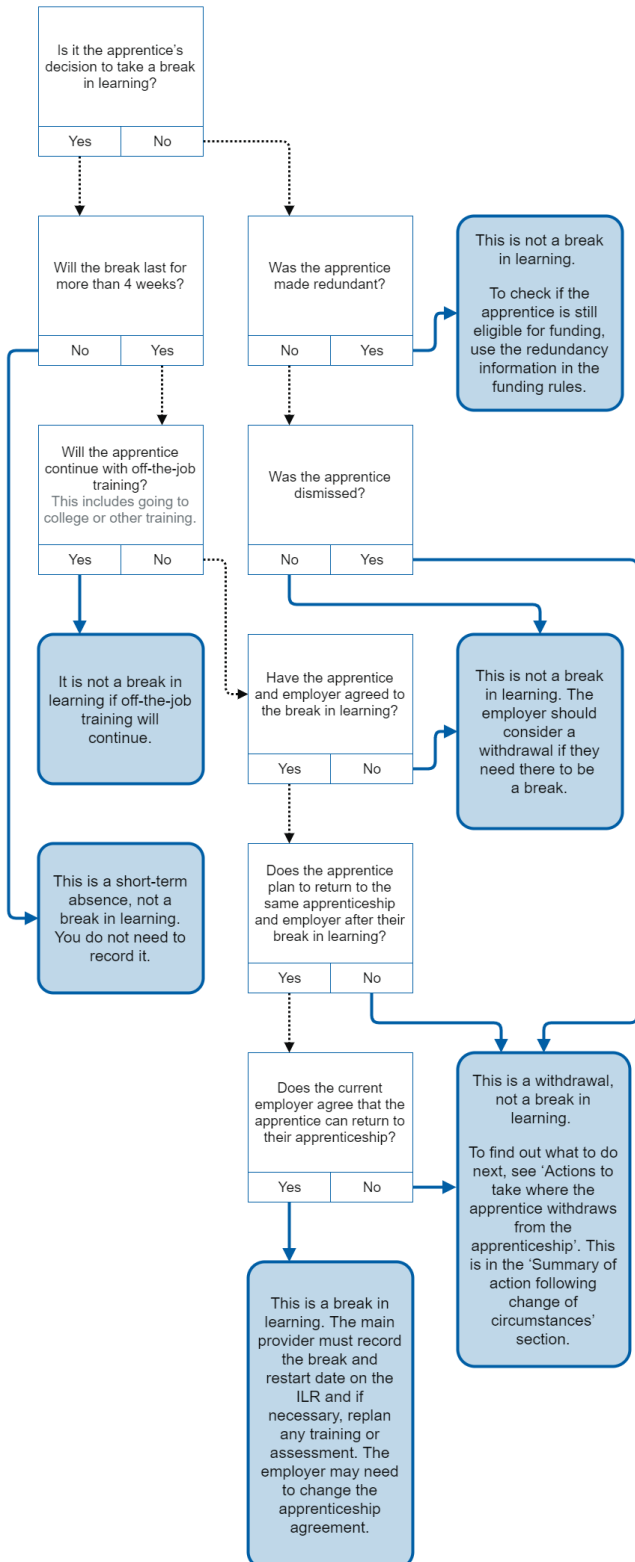 Is it the apprentice’s
decision to take a break
in learning?
Yes
No
Will the break last for
more than 4 weeks?
No
Yes
Was the apprentice
made redundant?
No
Yes
This is not a break
in learning.
To check if the
apprentice is still
eligible for funding,
use the redundancy
information in the
funding rules.
Will the apprentice
continue with off-the-job
training?
This includes going to
college or other training.
Yes
No
Was the apprentice
dismissed?
No
Yes
It is not a break in
learning if off-the-job
training will
continue.
Have the apprentice
and employer agreed to
the break in learning?
Yes
No
This is not a break
in learning. The
employer should
consider a
withdrawal if they
need there to be
a break.
This is a short-term
absence, not a
break in learning.
You do not need to
record it.
Does the apprentice
plan to return to the
same apprenticeship
and employer after their
break in learning?
Yes
No
Does the current
employer agree that the
apprentice can return to
their apprenticeship?
Yes
No
This is a withdrawal,
not a break in
learning.
To find out what to do
next, see ‘Actions to
take where the
apprentice withdraws
from the
apprenticeship’. This
is in the ‘Summary of
action following
change of
circumstances’
section.
This is a break in
learning. The main
provider must record
the break and
restart date on the
ILR and if
necessary, replan
any training or
assessment. The
employer may need
to change the
apprenticeship
agreement.